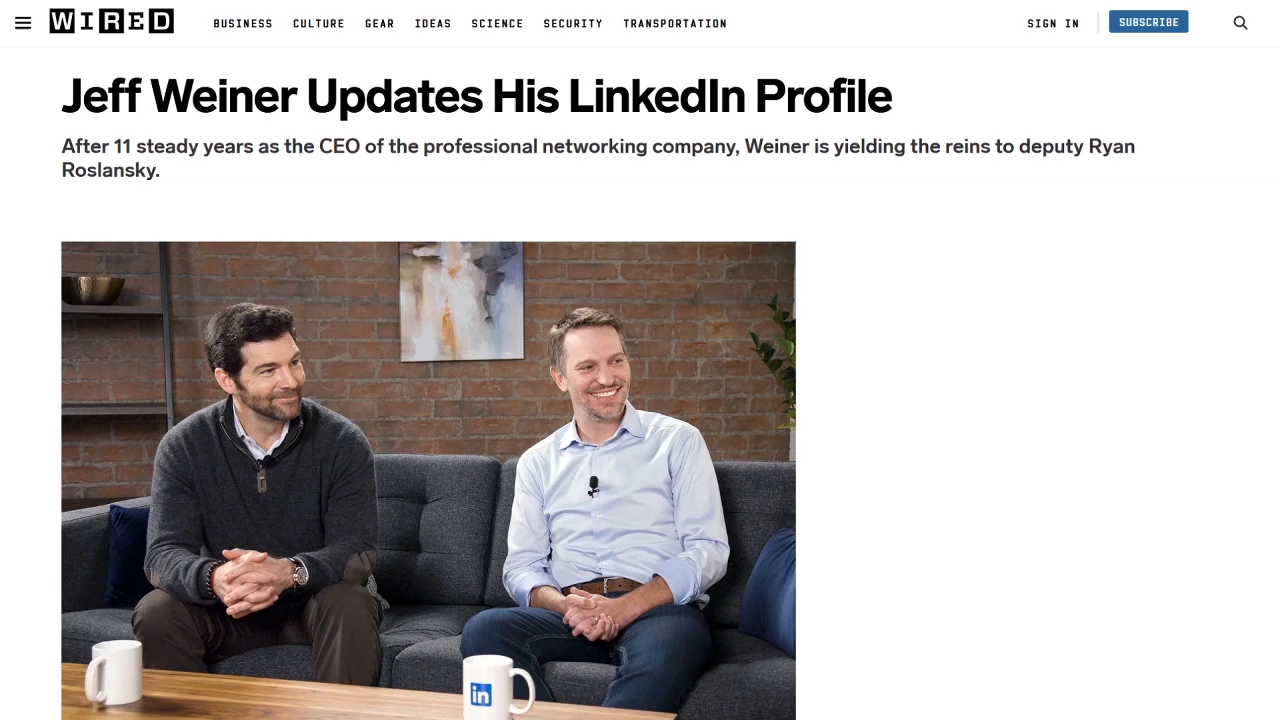 WIRED
BUSINESS CULTURE GEAR IDEAS SCIENCE SECURITY TRANSPORTATION
SIGN IN
SUBSCRIBE
Jeff Weiner Updates His LinkedIn Profile
After 11 steady years as the CEO of the professional networking company, Weiner is yielding the reins to deputy Ryan
Roslansky.
in